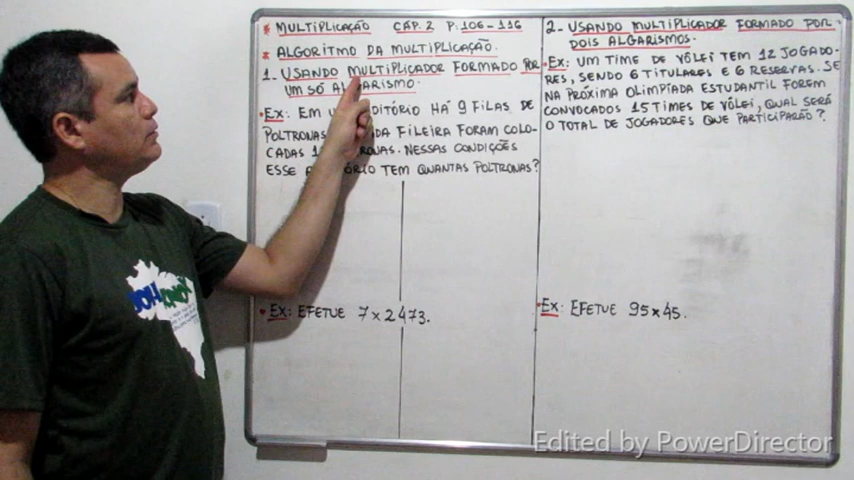 * MULTIPLICAÇÃO CAP. 2 P. 106-116
* ALGORITMO DA MULTIPLICAÇÃO.
1- USANDO MULTIPLICADOR FORMADO POR
UM SÓ ALGARISMO.
• EX: EM UM AUDITÓRIO HÁ 9 FILAS DE
POLTRONAS. CADA FILEIRA FORAM COLO-
CADAS POLTRONAS. NESSAS CONDIÇÕES
ESSE AUDITÓRIO TEM QUANTAS POLTRONAS?
• EX: EFETUE 7 x 2473.
2- USANDO MULTIPLICADOR FORMADO POR
DOIS ALGARISMOS.
• EX: UM TIME DE VÔLEI TEM 12 JOGADO-
RES, SENDO 6 TITULARES E 6 RESERVAS. SE
NA PRÓXIMA OLIMPÍADA ESTUDANTIL FOREM
CONVOCADOS 15 TIMES DE VÔLEI, QUAL SERÁ
O TOTAL DE JOGADORES QUE PARTICIPARÃO?
• EX: EFETUE 95 x 45.
Edited by PowerDirector